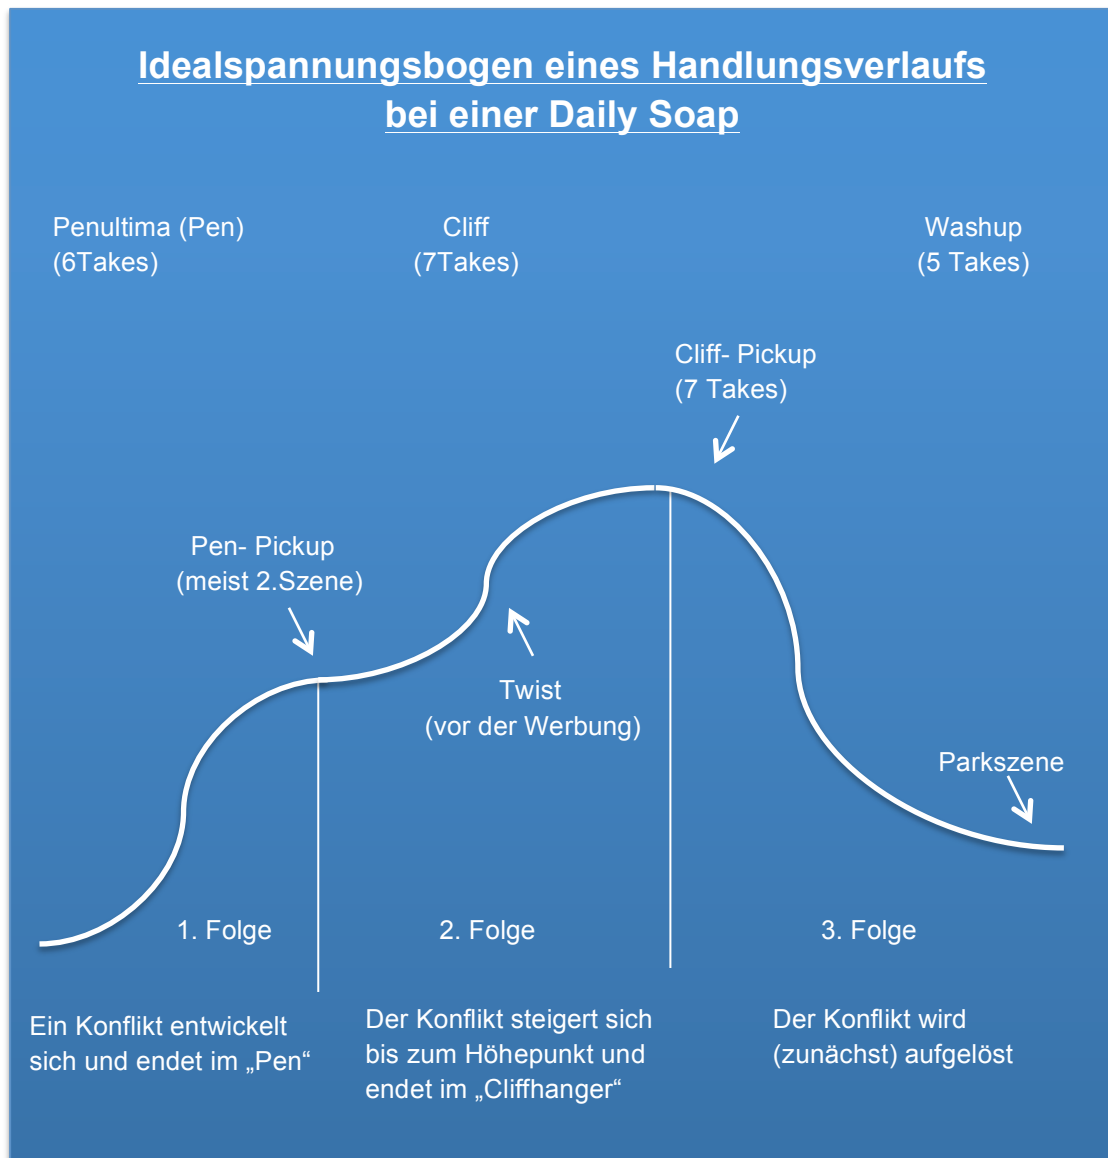 Idealspannungsbogen eines Handlungsverlaufs
bei einer Daily Soap
Penultima (Pen)
(6Takes)
Cliff
(7Takes)
Washup
(5 Takes)
Cliff- Pickup
(7 Takes)
Pen- Pickup
(meist 2.Szene)
Twist
(vor der Werbung)
Parkszene
1. Folge
2. Folge
3. Folge
Ein Konflikt entwickelt
sich und endet im „Pen“
Der Konflikt steigert sich
bis zum Höhepunkt und
endet im „Cliffhanger“
Der Konflikt wird
(zunächst) aufgelöst